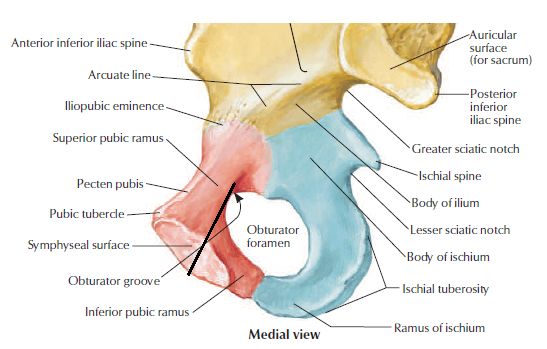 Anterior inferior iliac spine
Arcuate line
Iliopubic eminence
Superior pubic ramus
Pecten pubis
Pubic tubercle
Symphyseal surface
Obturator groove
Inferior pubic ramus
Obturator
foramen
Auricular
surface
(for sacrum)
Posterior
inferior
iliac spine
Greater sciatic notch
Ischial spine
Body of ilium
Lesser sciatic notch
Body of ischium
Ischial tuberosity
Ramus of ischium
Medial view